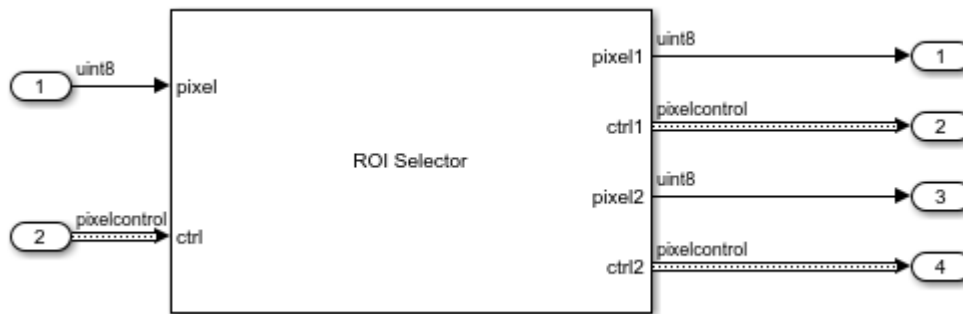 uint8
1
pixel
pixelcontrol
2
ctrl
ROI Selector
pixel1
uint8
1
ctrl1
pixelcontrol
2
pixel2
uint8
3
ctrl2
pixelcontrol
4